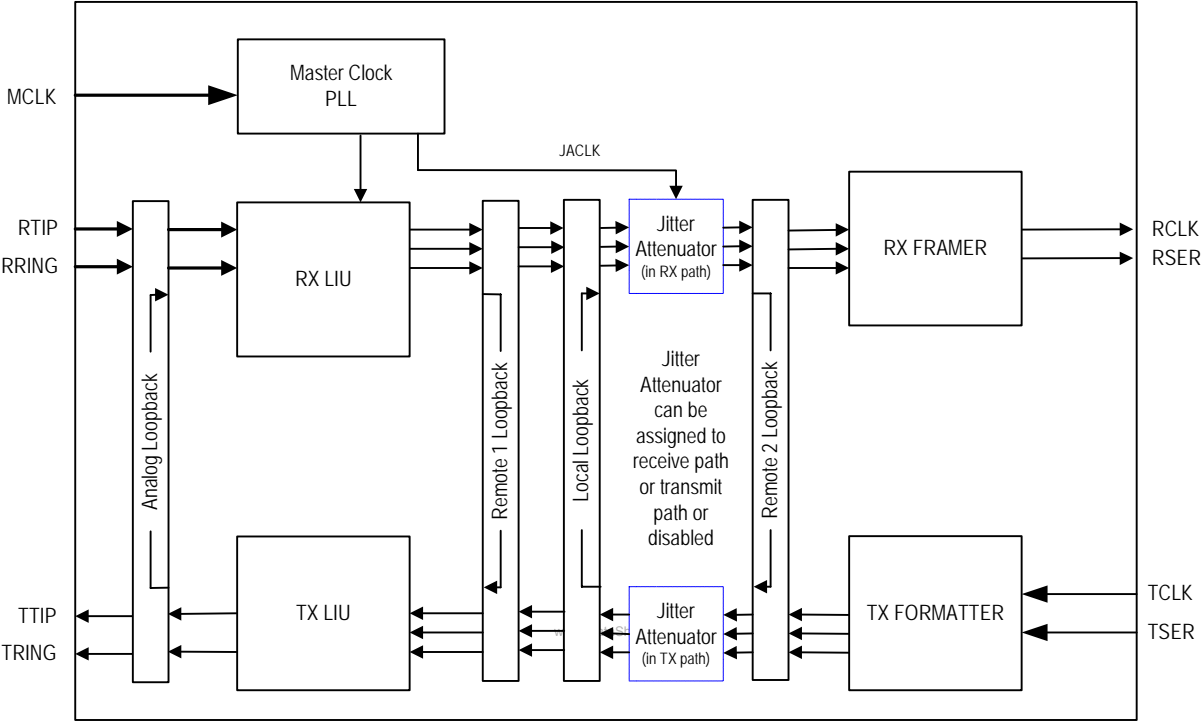 MCLK
Master Clock
PLL
JACLK
RTIP
RRING
RX LIU
Jitter
Attenuator
(in RX path)
RX FRAMER
RCLK
RSER
Analog Loopback
Remote 1 Loopback
Local Loopback
Jitter
Attenuator
can be
assigned to
receive path
or transmit
path or
disabled
Remote 2 Loopback
TTIP
TRING
TX LIU
Jitter
Attenuator
(in TX path)
TX FORMATTER
TCLK
TSER